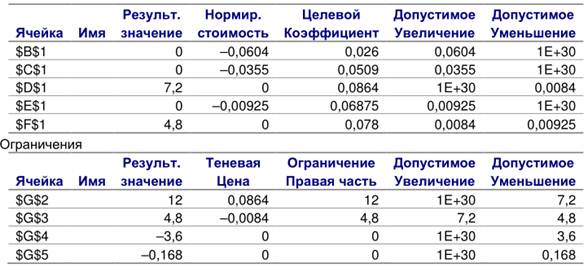 Результ. Нормир. Целевой Допустимое Допустимое
Ячейка Имя значение стоимость Коэффициент Увеличение Уменьшение
$B$1 0 –0,0604 0,026 0,0604 1E+30
$C$1 0 –0,0355 0,0509 0,0355 1E+30
$D$1 7,2 0 0,0864 1E+30 0,0084
$E$1 0 –0,00925 0,06875 0,00925 1E+30
$F$1 4,8 0 0,078 0,0084 0,00925
Ограничения
Результ. Теневая Ограничение Допустимое Допустимое
Ячейка Имя значение Цена Правая часть Увеличение Уменьшение
$G$2 12 0,0864 12 1E+30 7,2
$G$3 4,8 –0,0084 4,8 7,2 4,8
$G$4 –3,6 0 0 1E+30 3,6
$G$5 –0,168 0 0 1E+30 0,168